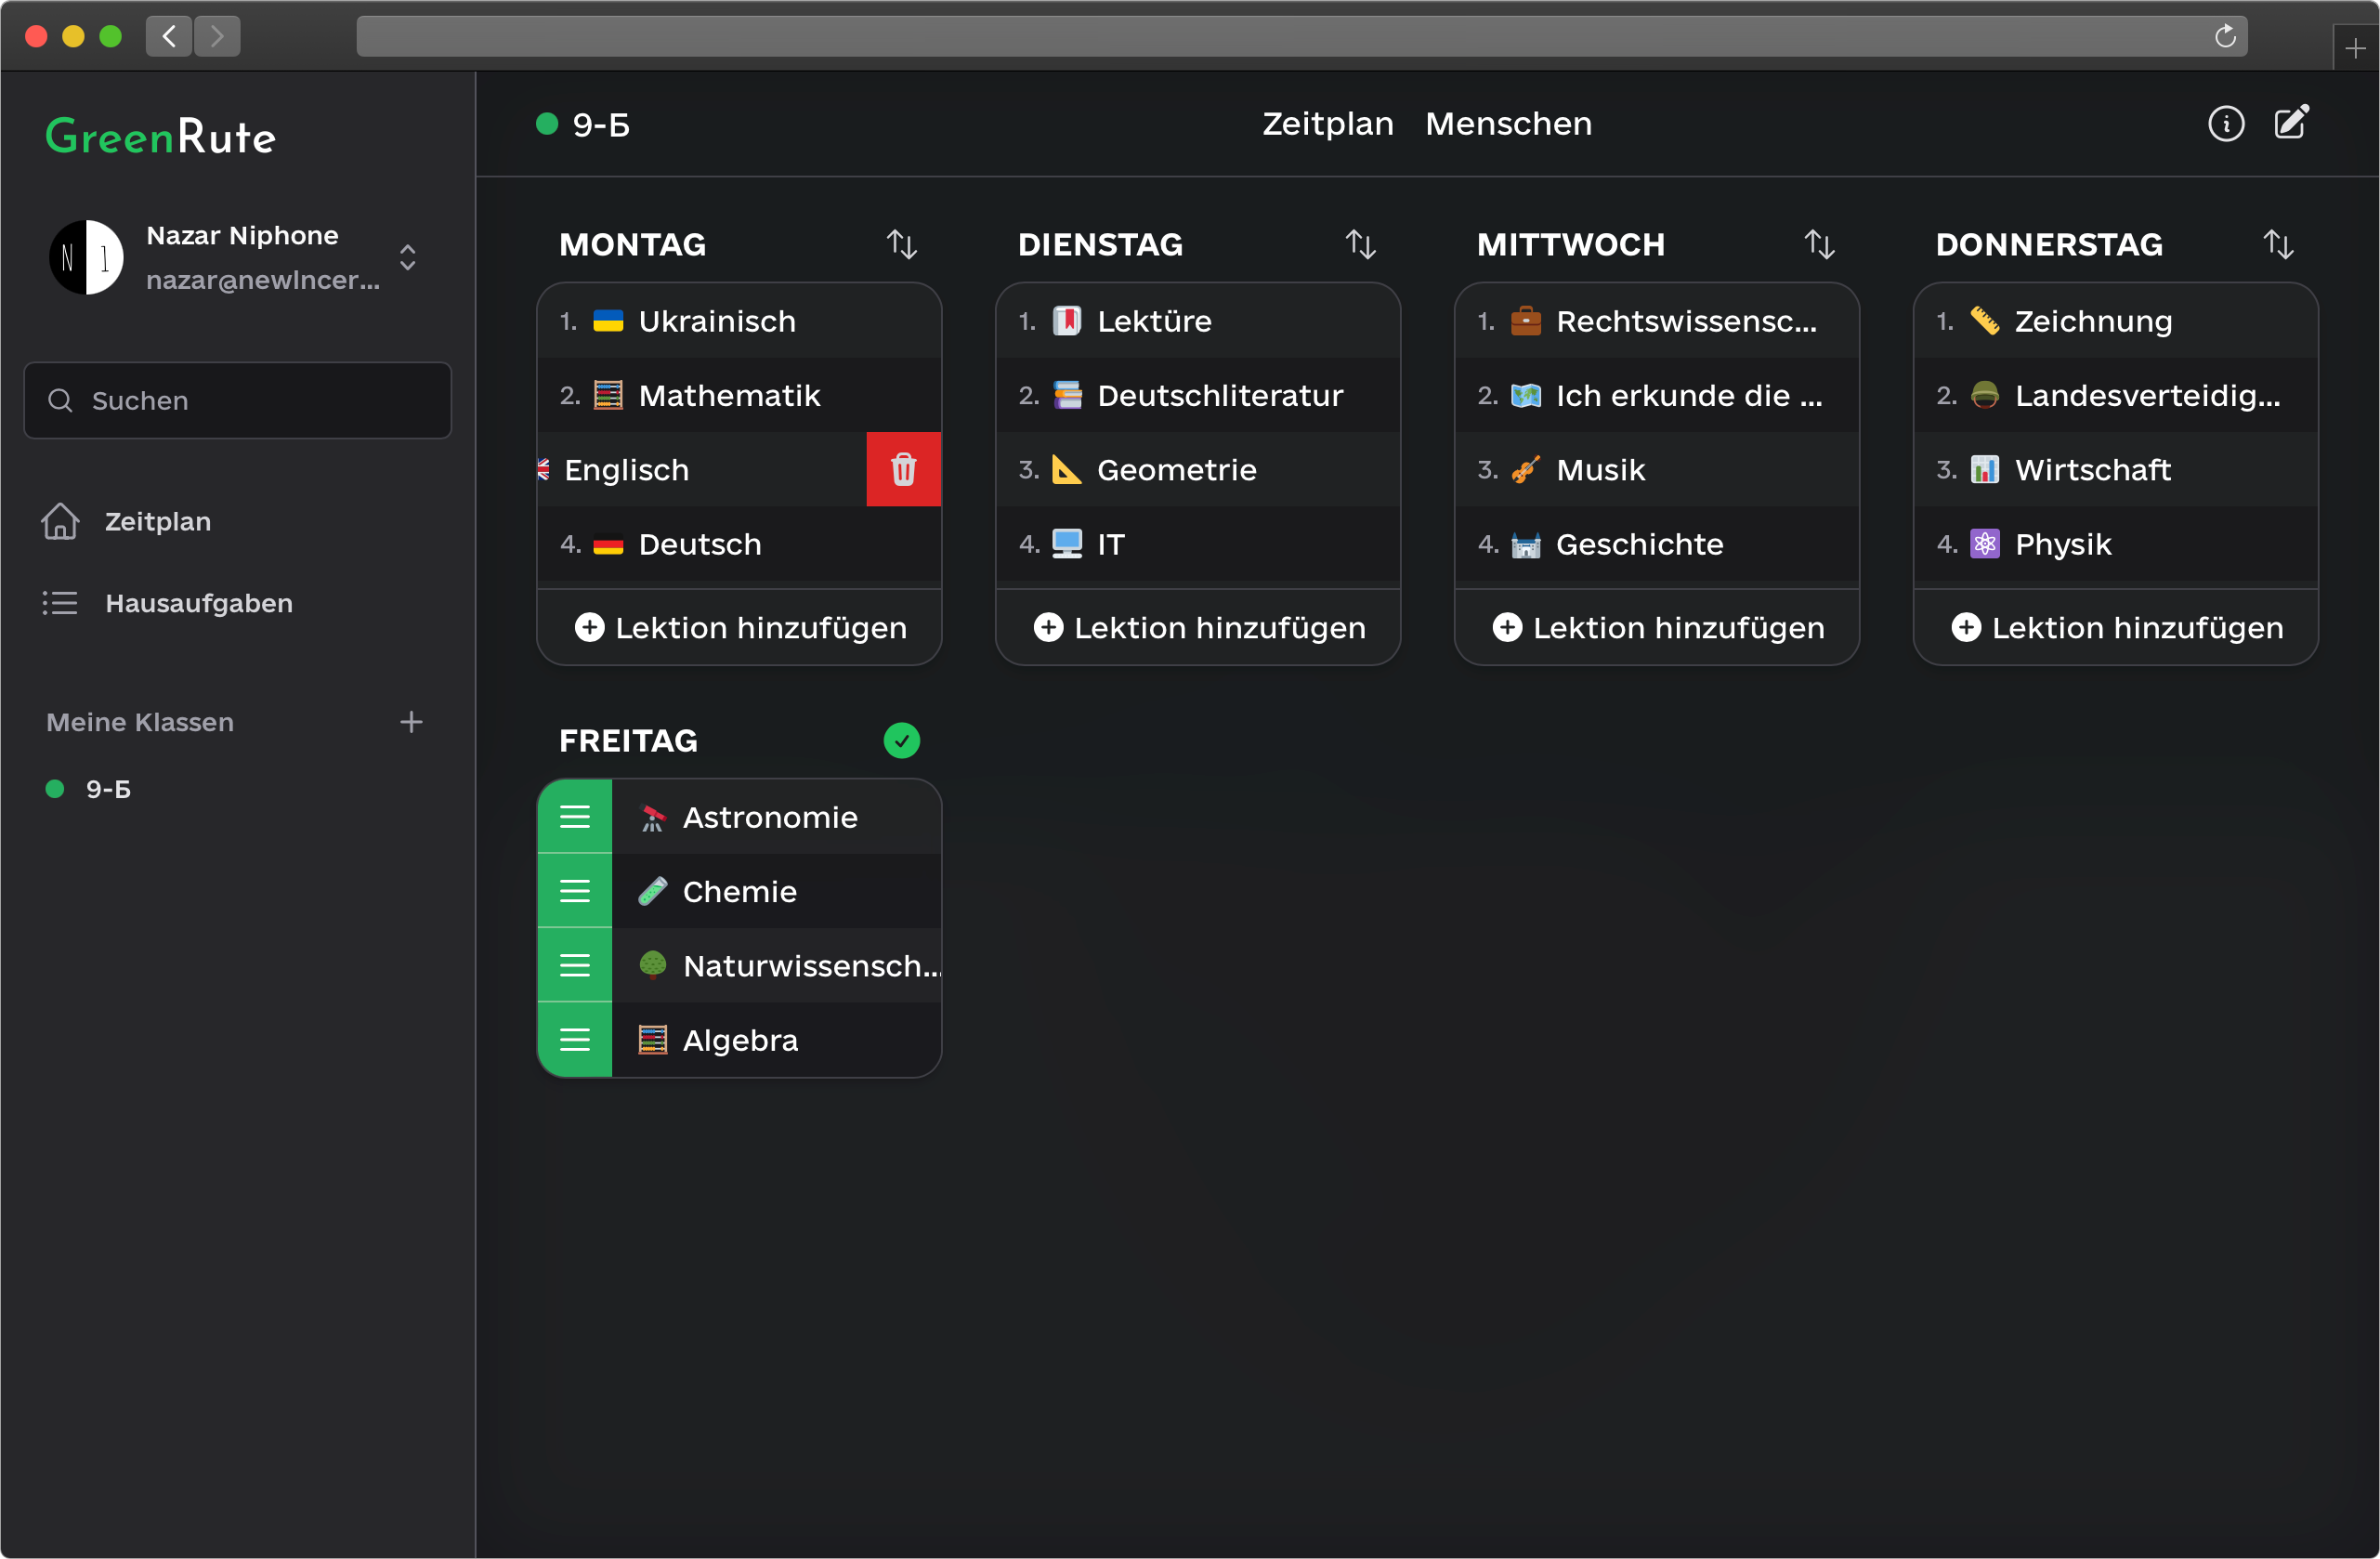 GreenRute
Nazar Niphone
nazar@newlncer...
Suchen
Zeitplan
Hausaufgaben
Meine Klassen
9-Б
9-Б
Zeitplan Menschen
MONTAG
1. Ukrainisch
2. Mathematik
Englisch
4. Deutsch
Lektion hinzufügen
DIENSTAG
1. Lektüre
2. Deutschliteratur
3. Geometrie
4. IT
Lektion hinzufügen
MITTWOCH
1. Rechtswissensc...
2. Ich erkunde die ...
3. Musik
4. Geschichte
Lektion hinzufügen
DONNERSTAG
1. Zeichnung
2. Landesverteidig...
3. Wirtschaft
4. Physik
Lektion hinzufügen
FREITAG
Astronomie
Chemie
Naturwissensch...
Algebra